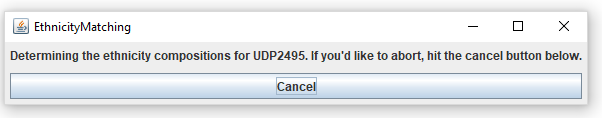 EthnicityMatching
Determining the ethnicity compositions for UDP2495. If you'd like to abort, hit the cancel button below.
Cancel